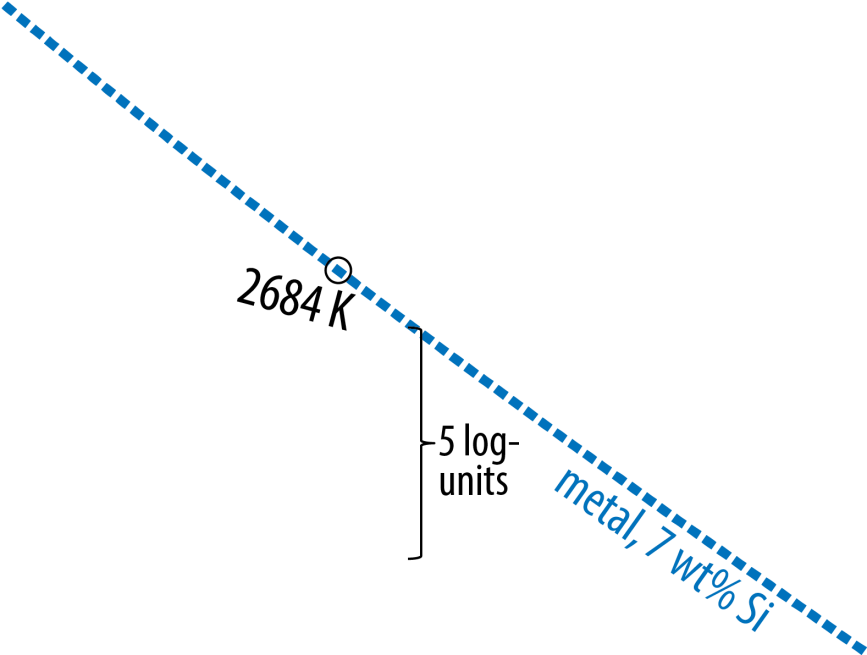 2684 K
5 log-
units
metal, 7 wt% Si